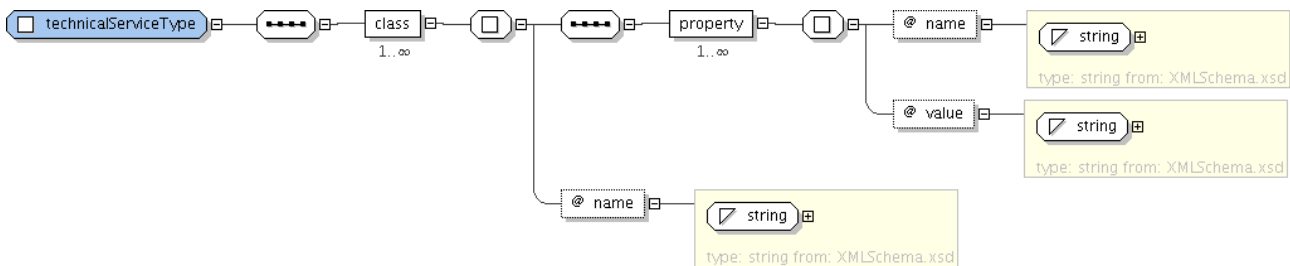 technicalServiceType
class
1..∞
property
1..∞
@ name
string
type: string from: XMLSchema.xsd
@ value
string
type: string from: XMLSchema.xsd
@ name
string
type: string from: XMLSchema.xsd